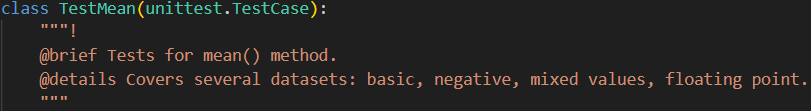 class TestMean(unittest.TestCase):
    """!
    @brief Tests for mean() method.
    @details Covers several datasets: basic, negative, mixed values, floating point.
    """